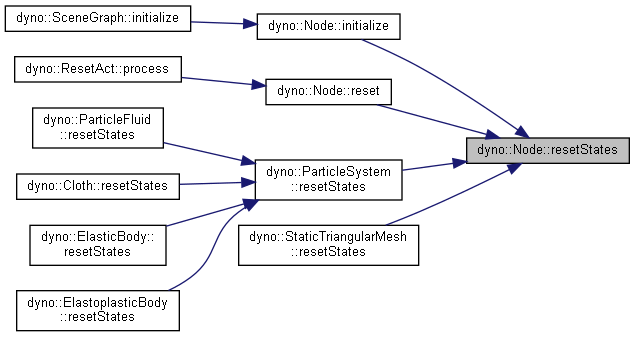 dyno::SceneGraph::initialize
dyno::Node::initialize
dyno::ResetAct::process
dyno::Node::reset
dyno::ParticleFluid
::resetStates
dyno::Node::resetStates
dyno::ParticleSystem
::resetStates
dyno::Cloth::resetStates
dyno::ElasticBody::
resetStates
dyno::StaticTriangularMesh
::resetStates
dyno::ElastoplasticBody
::resetStates